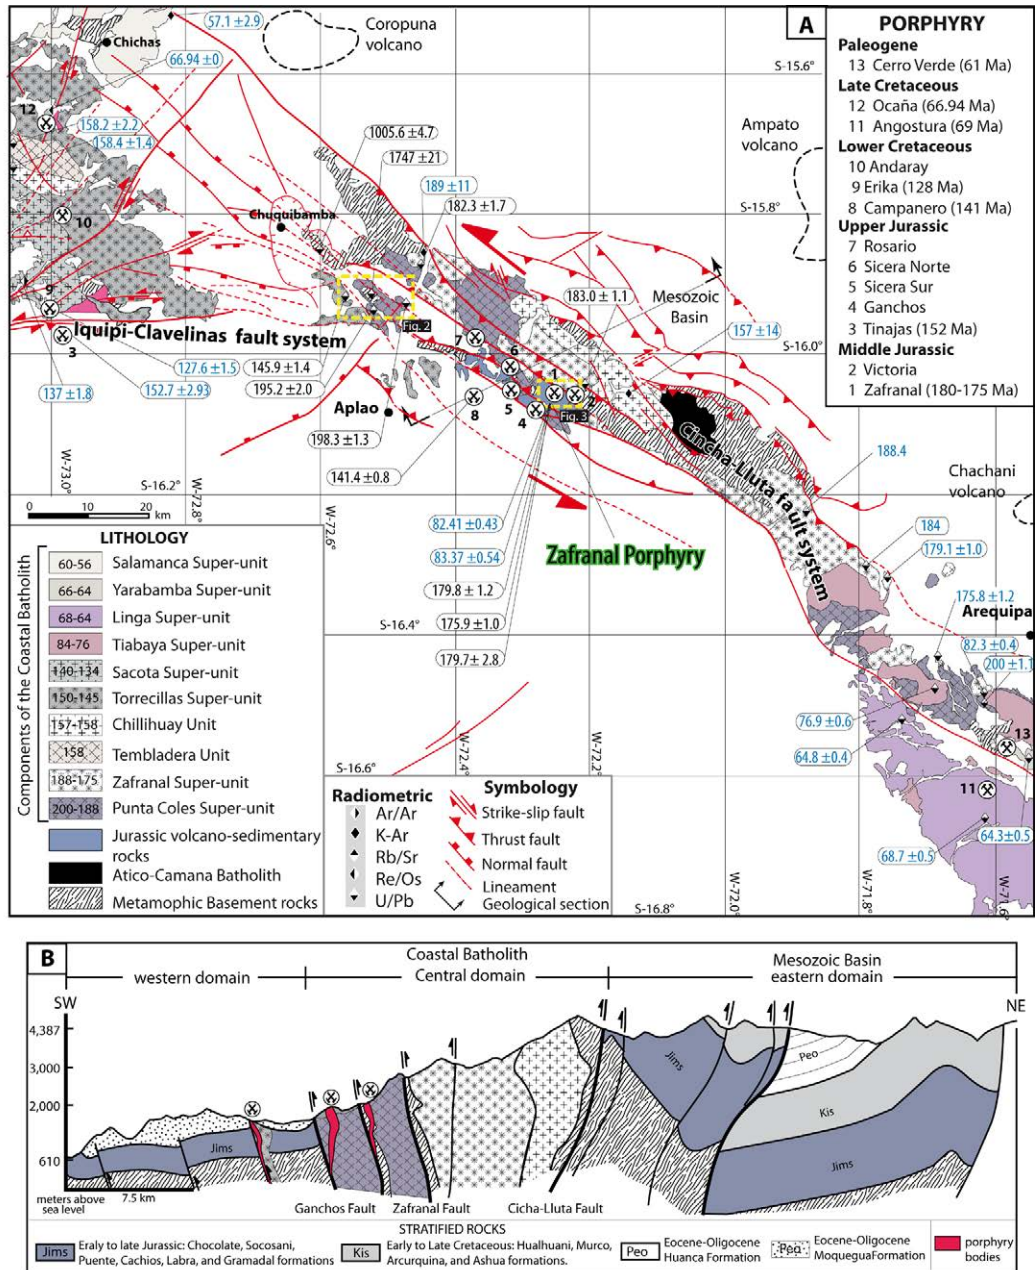 A
57.1 ±2.9
Chichas
Coropuna
volcano
66.94 ±0
S-15.6°
12
158.2 ±2.2
158.4 ±1.4
1005.6 ±4.7
1747 ±21
189 ±11
182.3 ±1.7
Ampato
volcano
S-15.8°
10
Chuquibamba
183.0 ± 1.1
Mesozoic
Basin
157 ±14
9
Iquipi-Clavelinas fault system
Fig. 2
3
7
6
S-16.0°
127.6 ±1.5
145.9 ±1.4
137 ±1.8
152.7 ±2.93
195.2 ±2.0
Aplao
8
5
4
1
2
Fig. 3
198.3 ±1.3
141.4 ±0.8
Cincha-Lluta fault system
188.4
Chachani
volcano
W-73.0°
S-16.2°
W-72.8°
W-72.6°
0 10 20
km
82.41 ±0.43
83.37 ±0.54
Zafranal Porphyry
179.8 ± 1.2
175.9 ±1.0
179.7± 2.8
184
179.1 ±1.0
175.8 ±1.2
Arequipa
82.3 ±0.4
200 ±1.1
S-16.4°
76.9 ±0.6
64.8 ±0.4
13
W-72.4°
W-72.2°
S-16.6°
11
64.3 ±0.5
68.7 ±0.5
W-72.0°
W-71.8°
W-71.6°
S-16.8°
PORPHYRY
Paleogene
13 Cerro Verde (61 Ma)
Late Cretaceous
12 Ocaña (66.94 Ma)
11 Angostura (69 Ma)
Lower Cretaceous
10 Andaray
9 Erika (128 Ma)
8 Campanero (141 Ma)
Upper Jurassic
7 Rosario
6 Sicera Norte
5 Sicera Sur
4 Ganchos
3 Tinajas (152 Ma)
Middle Jurassic
2 Victoria
1 Zafranal (180-175 Ma)
LITHOLOGY
Components of the Coastal Batholith
60-56 Salamanca Super-unit
66-64 Yarabamba Super-unit
68-64 Linga Super-unit
84-76 Tiabaya Super-unit
140-134 Sacota Super-unit
150-145 Torrecillas Super-unit
157-158 Chillihuay Unit
158 Tembladera Unit
188-175 Zafranal Super-unit
200-188 Punta Coles Super-unit
Jurassic volcano-sedimentary
rocks
Atico-Camana Batholith
Metamophic Basement rocks
Radiometric
Ar/Ar
K-Ar
Rb/Sr
Re/Os
U/Pb
Symbology
Strike-slip fault
Thrust fault
Normal fault
Lineament
Geological section
B
western domain
Coastal Batholith
Central domain
Mesozoic Basin
eastern domain
SW
NE
4,387
3,000
2,000
610
meters above
sea level
7.5 km
Jims
Jims
Peo
Kis
Jims
Ganchos Fault
Zafranal Fault
Cicha-Lluta Fault
STRATIFIED ROCKS
Jims Eraly to late Jurassic: Chocolate, Socosani,
Puente, Cachios, Labra, and Gramadal formations
Kis Early to Late Cretaceous: Hualhuani, Murco,
Arcurquina, and Ashua formations.
Peo Eocene-Oligocene
Huanca Formation
Eocene-Oligocene
MoqueguaFormation
porphyry
bodies